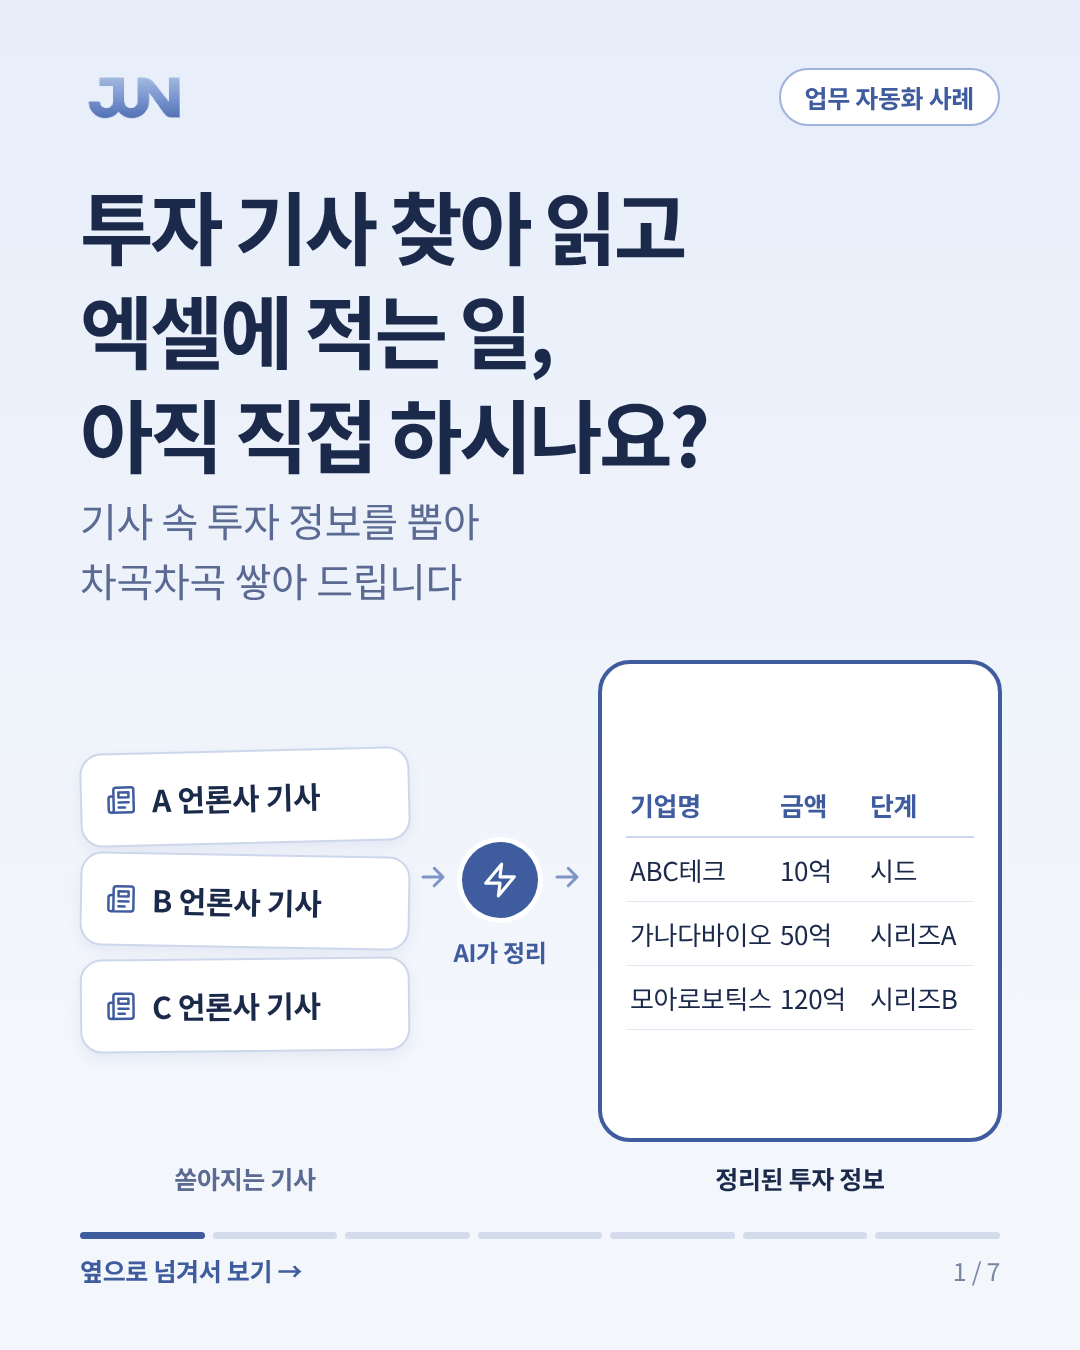 JUN
업무 자동화 사례
투자 기사 찾아 읽고
엑셀에 적는 일,
아직 직접 하시나요?
기사 속 투자 정보를 뽑아
차곡차곡 쌓아 드립니다
A 언론사 기사
B 언론사 기사
C 언론사 기사
AI가 정리
기업명 금액 단계
ABC테크 10억 시드
가나다바이오 50억 시리즈A
모아로보틱스 120억 시리즈B
쏟아지는 기사
정리된 투자 정보
옆으로 넘겨서 보기 →
1 / 7